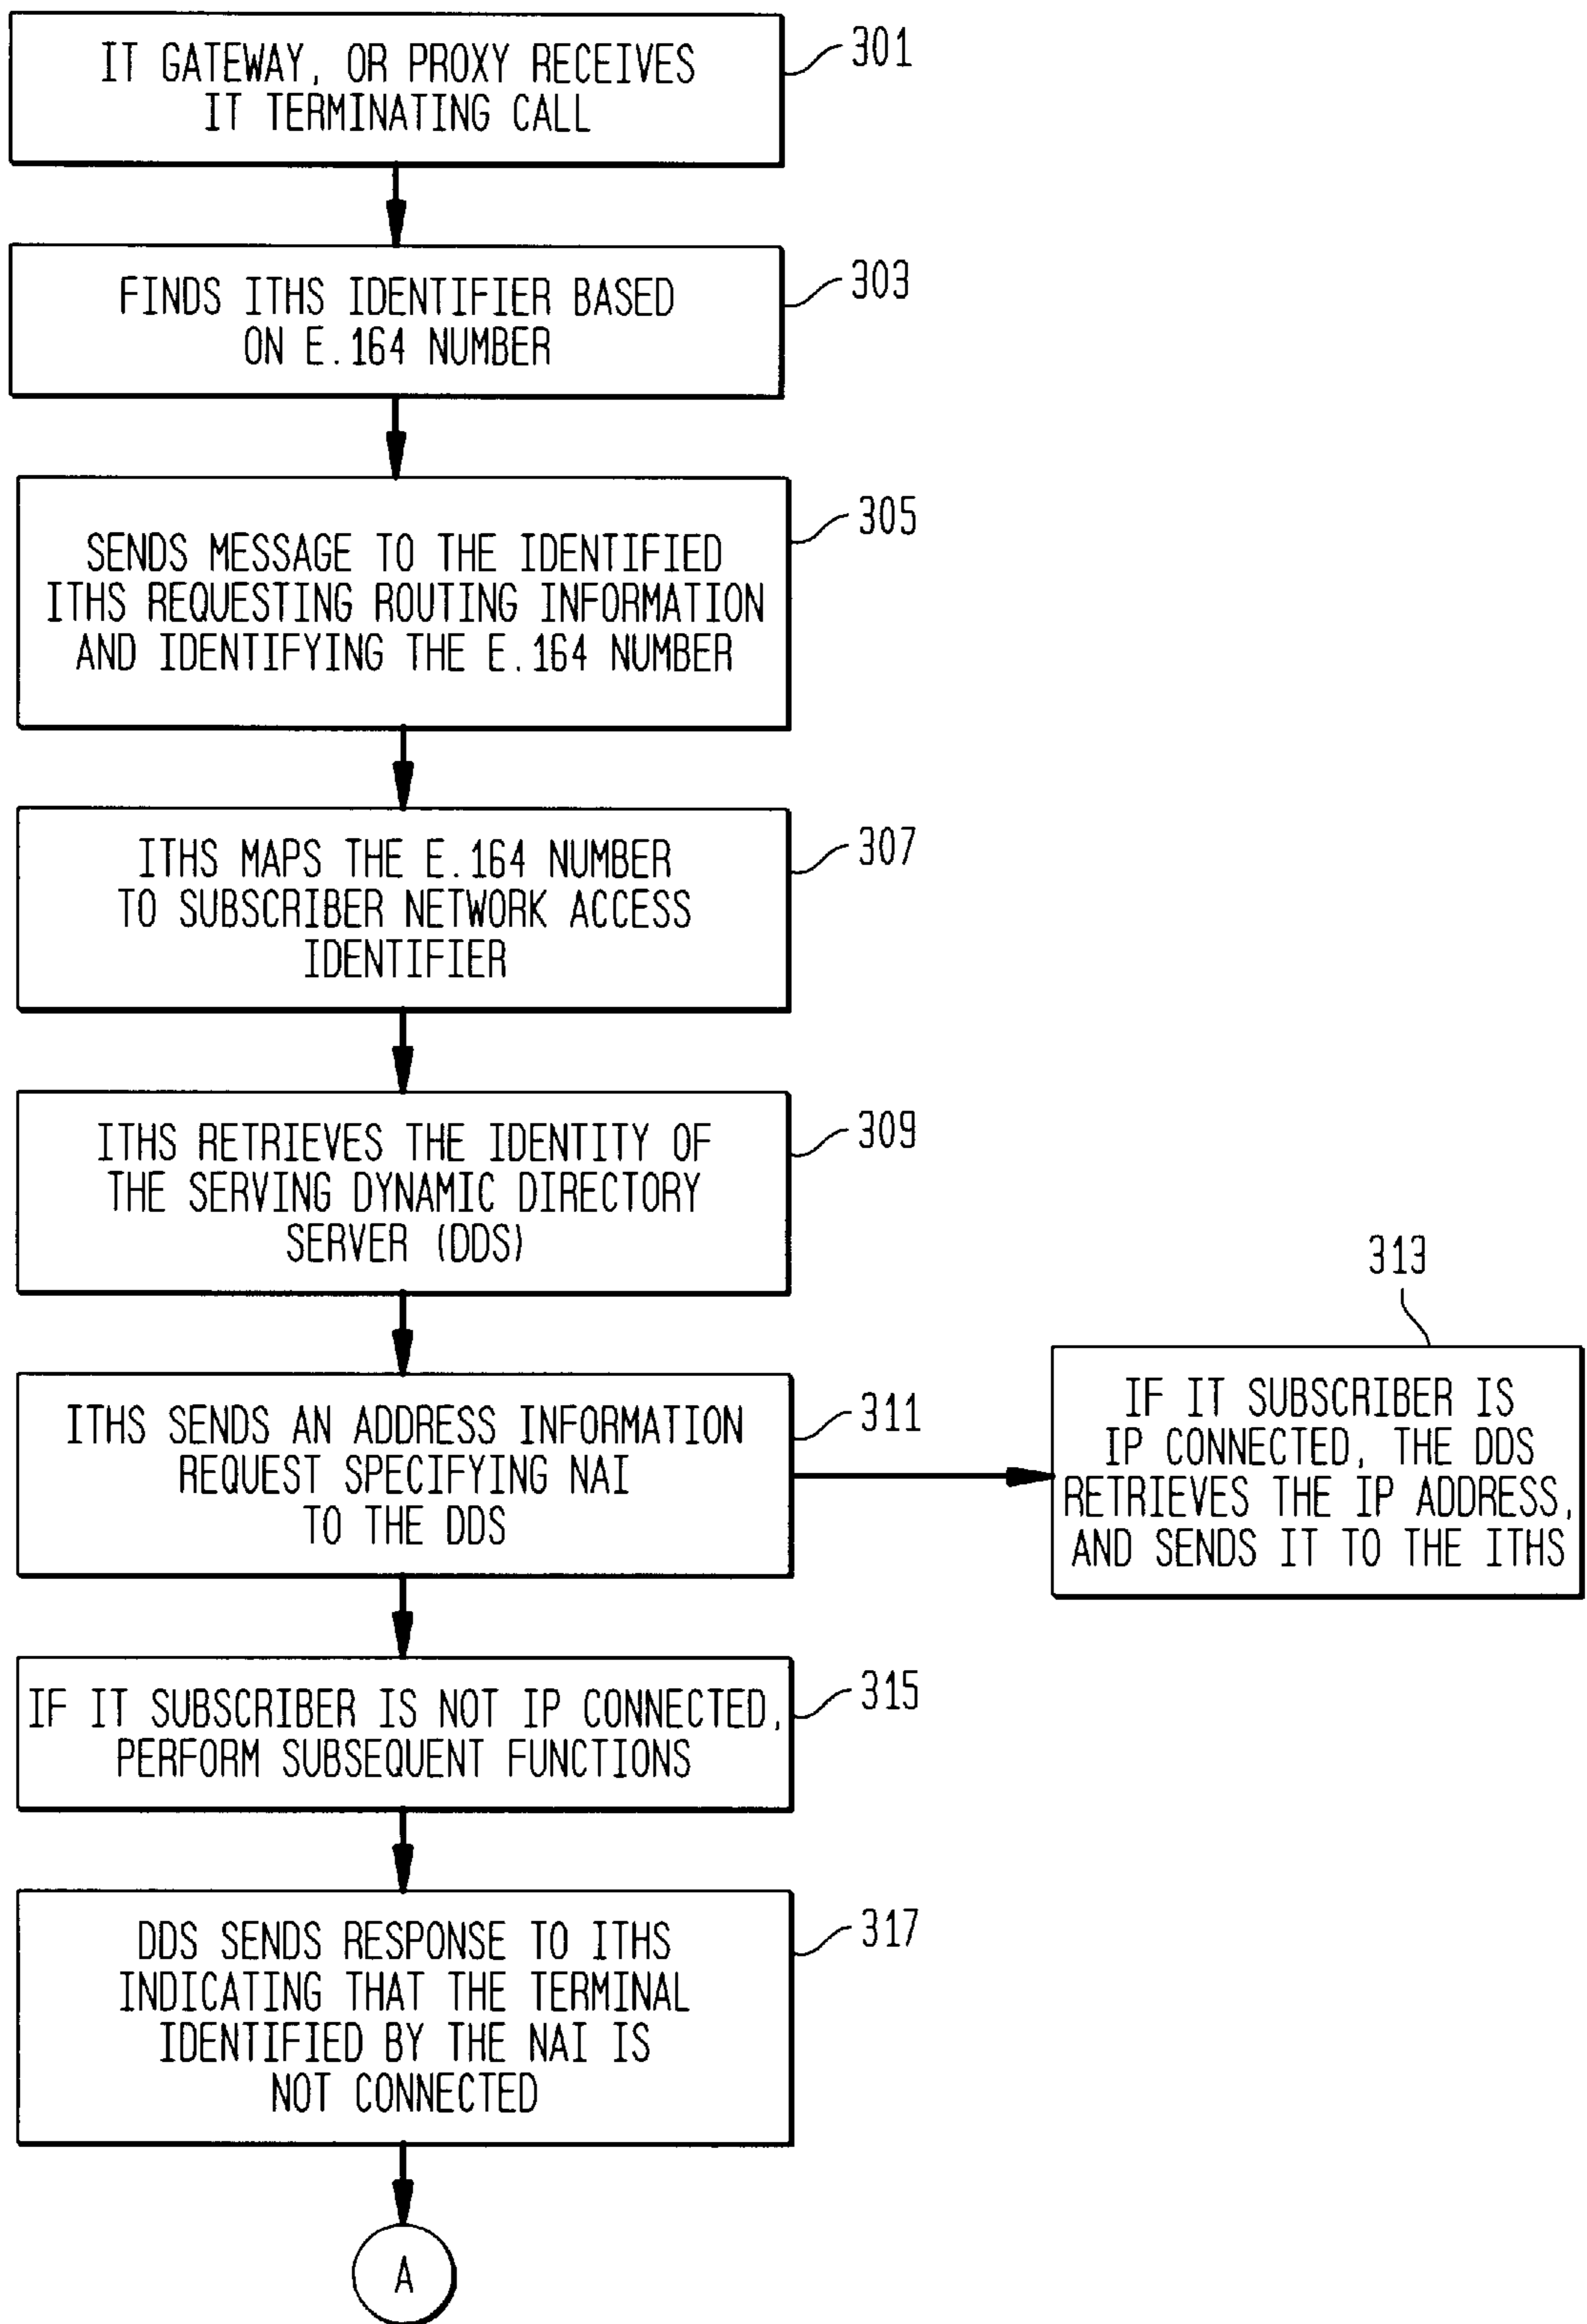 IT GATEWAY, OR PROXY RECEIVES
IT TERMINATING CALL
301
FINDS ITHS IDENTIFIER BASED
ON E.164 NUMBER
303
SENDS MESSAGE TO THE IDENTIFIED
ITHS REQUESTING ROUTING INFORMATION
AND IDENTIFYING THE E.164 NUMBER
305
ITHS MAPS THE E.164 NUMBER
TO SUBSCRIBER NETWORK ACCESS
IDENTIFIER
307
ITHS RETRIEVES THE IDENTITY OF
THE SERVING DYNAMIC DIRECTORY
SERVER (DDS)
309
ITHS SENDS AN ADDRESS INFORMATION
REQUEST SPECIFYING NAI
TO THE DDS
311
313
IF IT SUBSCRIBER IS
IP CONNECTED, THE DDS
RETRIEVES THE IP ADDRESS,
AND SENDS IT TO THE ITHS
IF IT SUBSCRIBER IS NOT IP CONNECTED,
PERFORM SUBSEQUENT FUNCTIONS
315
DDS SENDS RESPONSE TO ITHS
INDICATING THAT THE TERMINAL
IDENTIFIED BY THE NAI IS
NOT CONNECTED
317
A